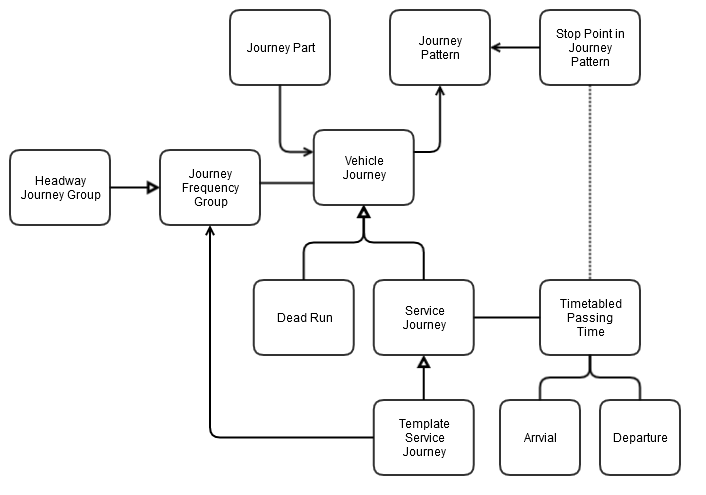 Journey Part
Journey
Pattern
Stop Point in
Journey
Pattern
Headway
Journey Group
Journey
Frequency
Group
Vehicle
Journey
Dead Run
Service
Journey
Timetabled
Passing
Time
Template
Service
Journey
Arrvial
Departure